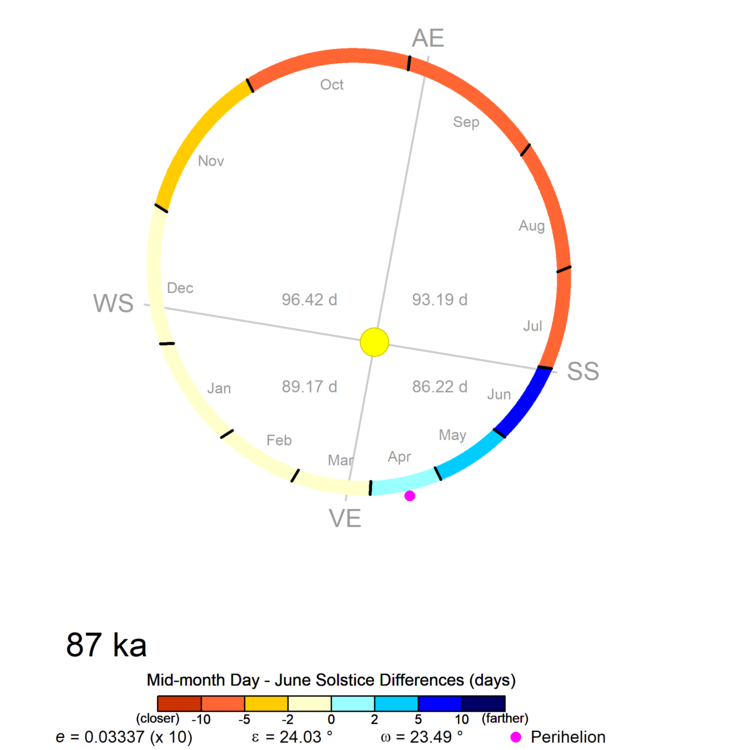 AE
Oct
Sep
Nov
Aug
Dec
96.42 d 93.19 d
WS
Jul
SS
89.17 d 86.22 d
Jan
Jun
Feb
May
Mar
Apr
VE
87 ka
Mid-month Day - June Solstice Differences (days)
(closer) -10 -5 -2 0 2 5 10 (farther)
e = 0.03337 (x 10) ε = 24.03 ° ω = 23.49 ° Perihelion